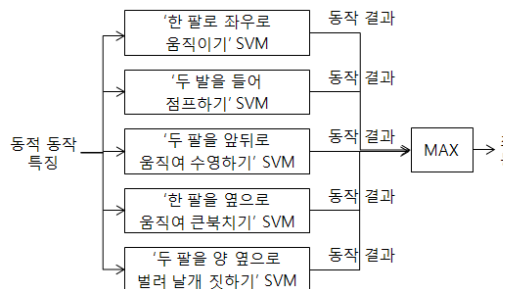 '한 팔로 좌우로
움직이기' SVM
동작 결과
'두 발을 들어
점프하기' SVM
동작 결과
동적 동작
특징
'두 팔을 앞뒤로
움직여 수영하기' SVM
동작 결과
MAX
'한 팔을 옆으로
움직여 큰북치기' SVM
동작 결과
'두 팔을 양 옆으로
벌려 날개 짓하기' SVM
동작 결과